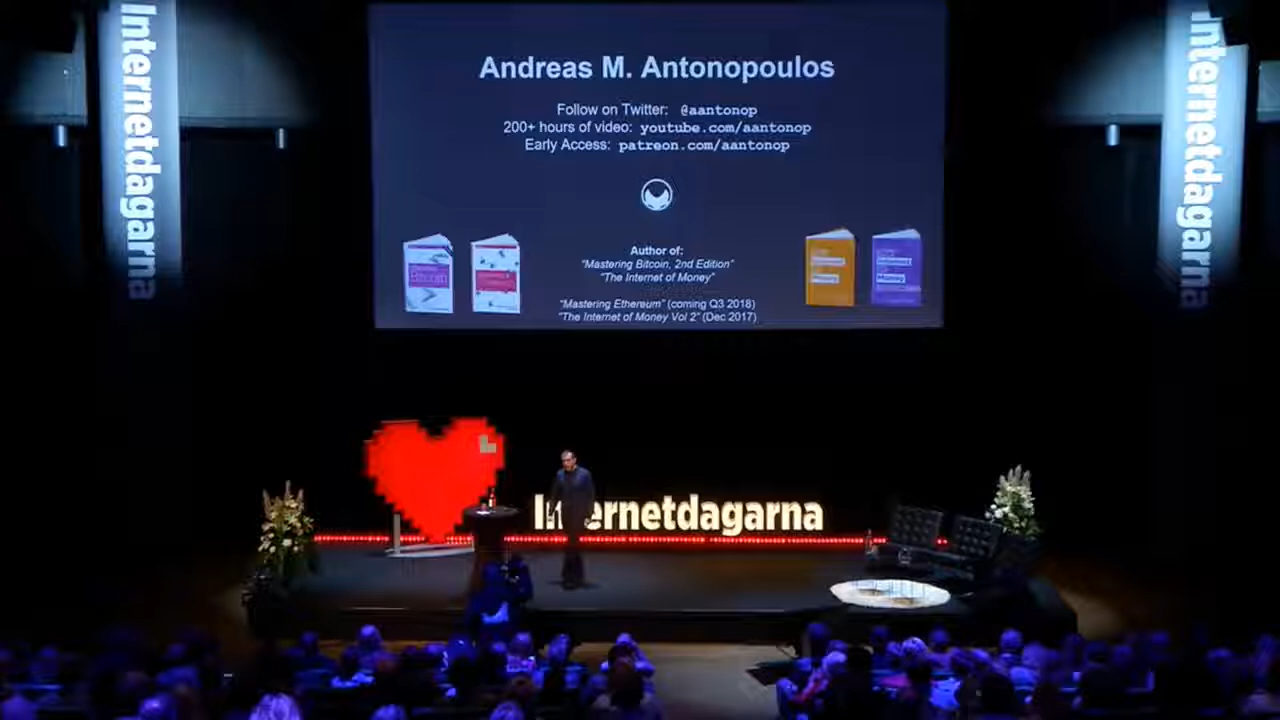 Internetdagarna
Internetdagarna
Andreas M. Antonopoulos
Follow on Twitter: @aantonop
200+ hours of video: youtube.com/aantonop
Early Access: patreon.com/aantonop
Author of:
"Mastering Bitcoin, 2nd Edition"
"The Internet of Money"
"Mastering Ethereum" (coming Q3 2018)
"The Internet of Money Vol 2" (Dec 2017)
Bitcoin
Internetdagarna